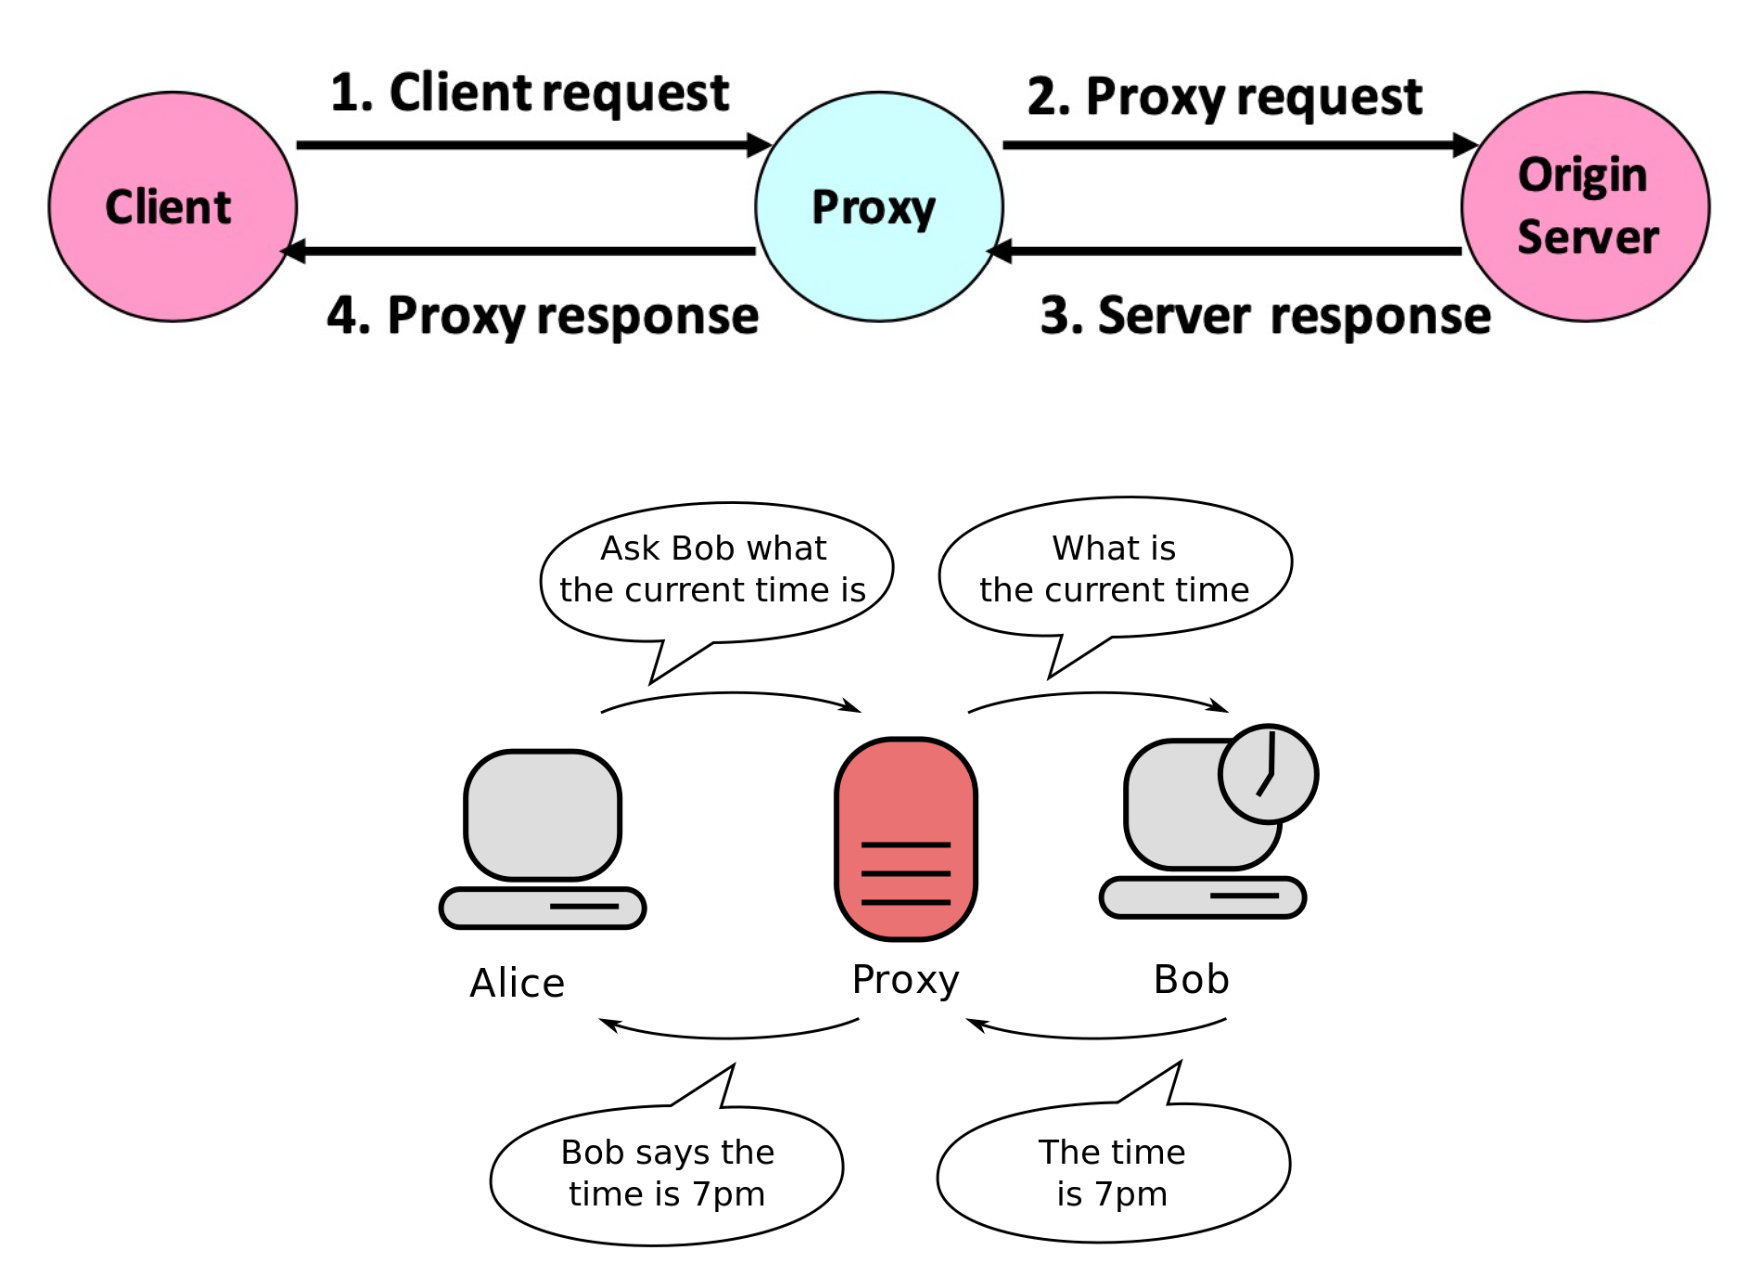 1. Client request
2. Proxy request
Client
Proxy
Origin
Server
4. Proxy response
3. Server response
Ask Bob what
the current time is
What is
the current time
Alice
Proxy
Bob
Bob says the
time is 7pm
The time
is 7pm